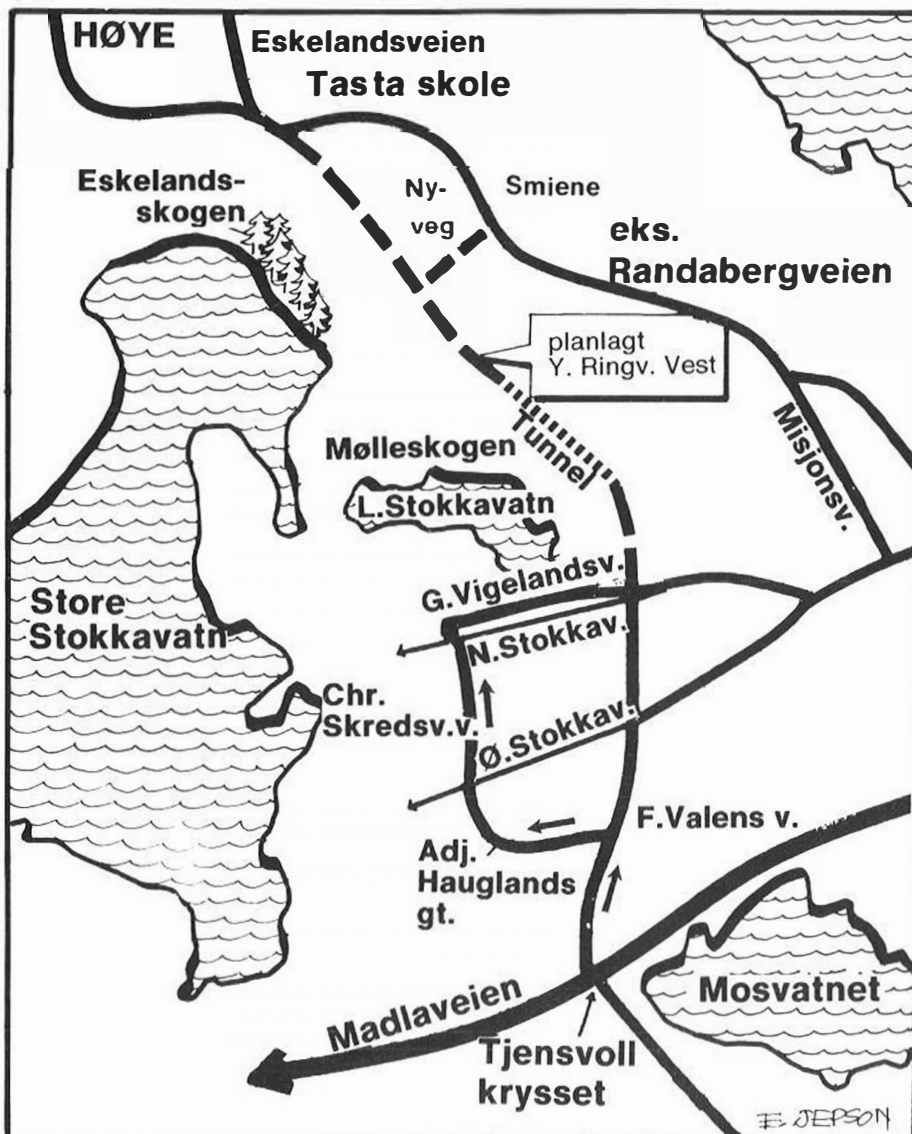 HØYE
Eskelandsveien
Tasta skole
Eskelands-
skogen
Ny-
veg
Smiene
eks.
Randabergveien
planlagt
Y. Ringv. Vest
Tunnel
Misjonsv.
Mølleskogen
L.Stokkavatn
G.Vigelandsv.
N.Stokkav.
Store
Stokkavatn
Chr.
Skredsv.v.
Ø.Stokkav.
F.Valens v.
Adj.
Hauglands
gt.
Madlaveien
Mosvatnet
Tjensvoll
krysset
E. JEPSON